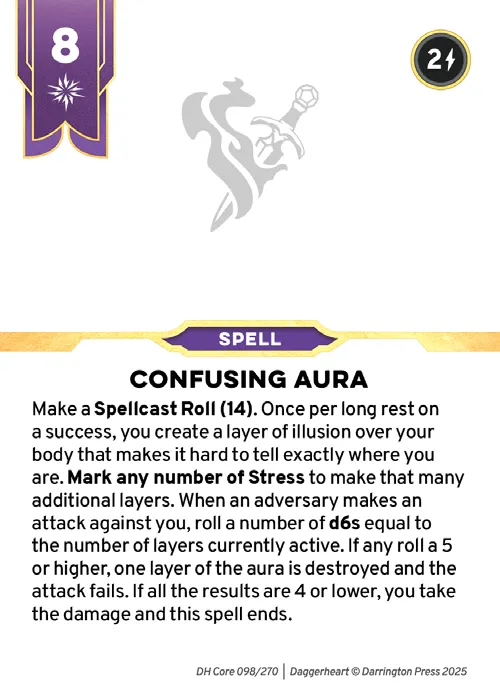 8
2
SPELL
CONFUSING AURA
Make a Spellcast Roll (14). Once per long rest on
a success, you create a layer of illusion over your
body that makes it hard to tell exactly where you
are. Mark any number of Stress to make that many
additional layers. When an adversary makes an
attack against you, roll a number of d6s equal to
the number of layers currently active. If any roll a 5
or higher, one layer of the aura is destroyed and the
attack fails. If all the results are 4 or lower, you take
the damage and this spell ends.
DH Core 098/270 | Daggerheart © Darrington Press 2025